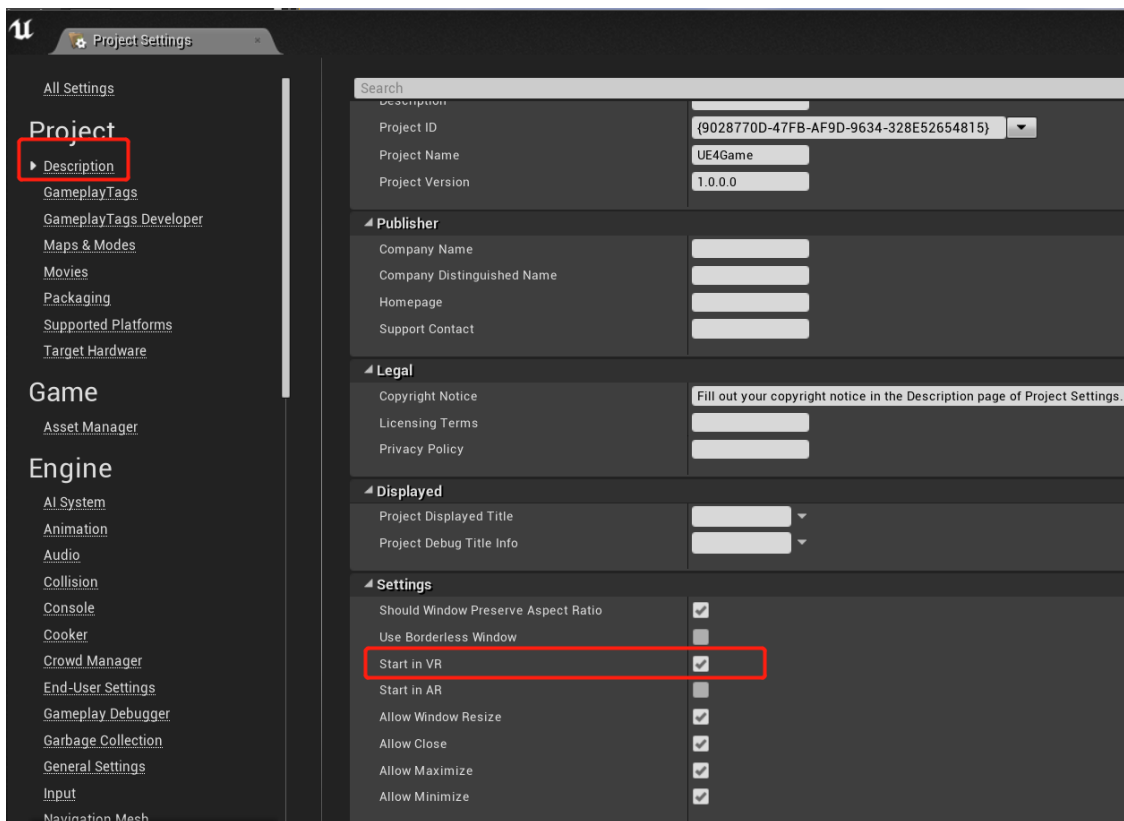 Project Settings
All Settings
Project
Description
GameplayTags
GameplayTags Developer
Maps & Modes
Movies
Packaging
Supported Platforms
Target Hardware
Game
Asset Manager
Engine
AI System
Animation
Audio
Collision
Console
Cooker
Crowd Manager
End-User Settings
Gameplay Debugger
Garbage Collection
General Settings
Input
Navigation Mesh
Search
Description
Project ID {9028770D-47FB-AF9D-9634-328E52654815}
Project Name UE4Game
Project Version 1.0.0.0
Publisher
Company Name
Company Distinguished Name
Homepage
Support Contact
Legal
Copyright Notice Fill out your copyright notice in the Description page of Project Settings.
Licensing Terms
Privacy Policy
Displayed
Project Displayed Title
Project Debug Title Info
Settings
Should Window Preserve Aspect Ratio
Use Borderless Window
Start in VR
Start in AR
Allow Window Resize
Allow Close
Allow Maximize
Allow Minimize